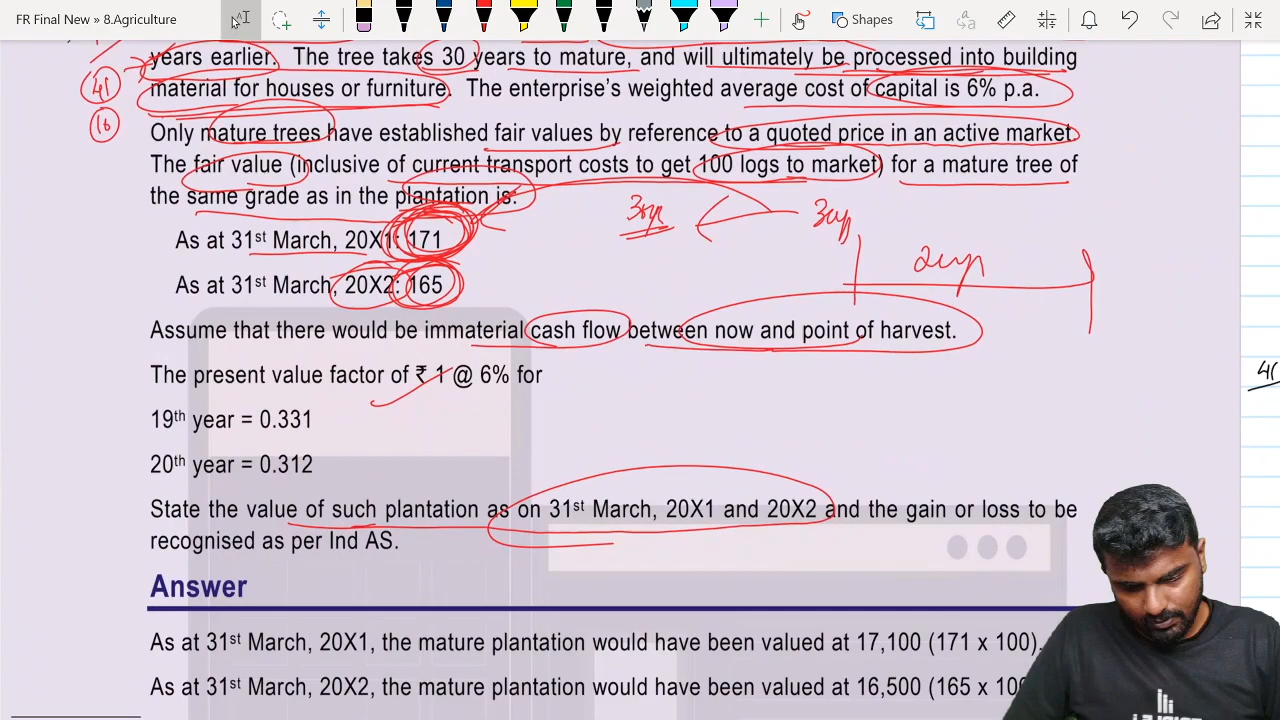 FR Final New » 8.Agriculture
Shapes
years earlier. The tree takes 30 years to mature, and will ultimately be processed into building
41
material for houses or furniture. The enterprise's weighted average cost of capital is 6% p.a.
16
Only mature trees have established fair values by reference to a quoted price in an active market.
The fair value (inclusive of current transport costs to get 100 logs to market) for a mature tree of
the same grade as in the plantation is:
As at 31st March, 20X1: 171
As at 31st March, 20X2: 165
Assume that there would be immaterial cash flow between now and point of harvest.
The present value factor of ₹ 1 @ 6% for
19th year = 0.331
20th year = 0.312
State the value of such plantation as on 31st March, 20X1 and 20X2 and the gain or loss to be
recognised as per Ind AS.
Answer
As at 31st March, 20X1, the mature plantation would have been valued at 17,100 (171 x 100).
As at 31st March, 20X2, the mature plantation would have been valued at 16,500 (165 x